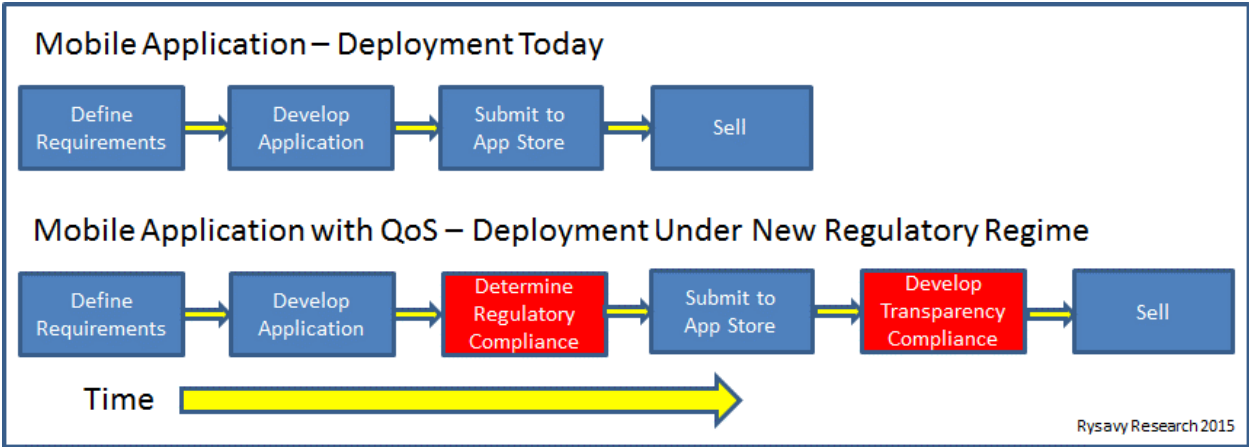 Mobile Application – Deployment Today
Define
Requirements
Develop
Application
Submit to
App Store
Sell
Mobile Application with QoS – Deployment Under New Regulatory Regime
Define
Requirements
Develop
Application
Determine
Regulatory
Compliance
Submit to
App Store
Develop
Transparency
Compliance
Sell
Time
Rysavy Research 2015